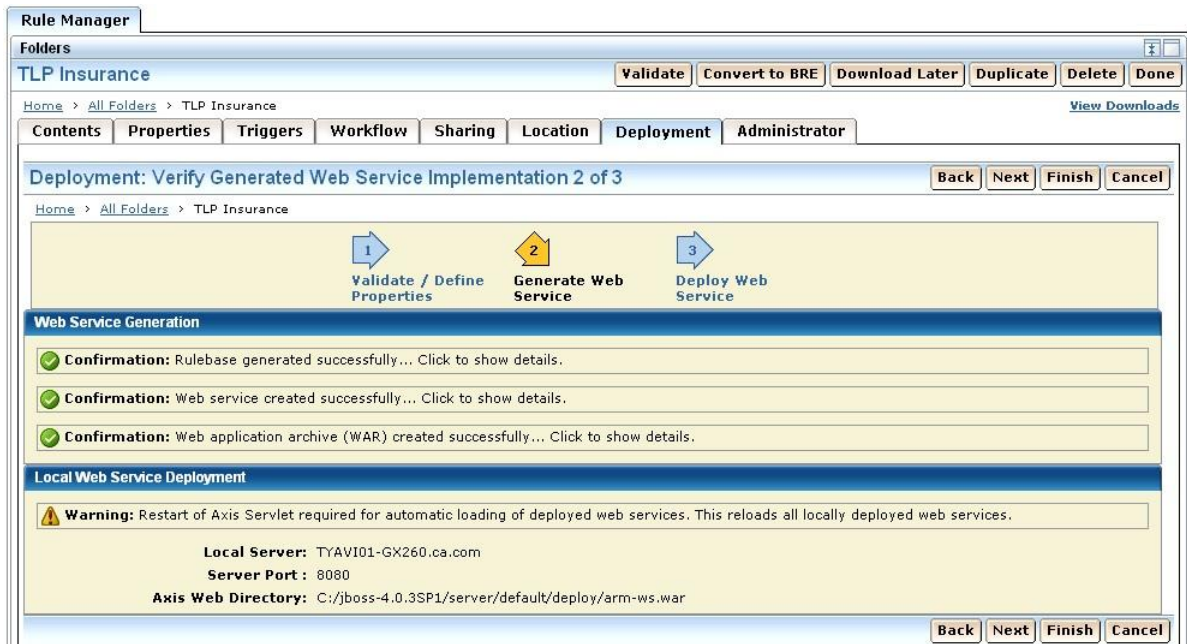 Rule Manager
Folders
TLP Insurance Validate Convert to BRE Download Later Duplicate Delete Done
Home > All Folders > TLP Insurance View Downloads
Contents Properties Triggers Workflow Sharing Location Deployment Administrator
Deployment: Verify Generated Web Service Implementation 2 of 3 Back Next Finish Cancel
Home > All Folders > TLP Insurance
1 2 3
Validate / Define Generate Web Deploy Web
Properties Service Service
Web Service Generation
Confirmation: Rulebase generated successfully... Click to show details.
Confirmation: Web service created successfully... Click to show details.
Confirmation: Web application archive (WAR) created successfully... Click to show details.
Local Web Service Deployment
Warning: Restart of Axis Servlet required for automatic loading of deployed web services. This reloads all locally deployed web services.
Local Server: TYAVI01-GX260.ca.com
Server Port : 8080
Axis Web Directory: C:/jboss-4.0.3SP1/server/default/deploy/arm-ws.war
Back Next Finish Cancel